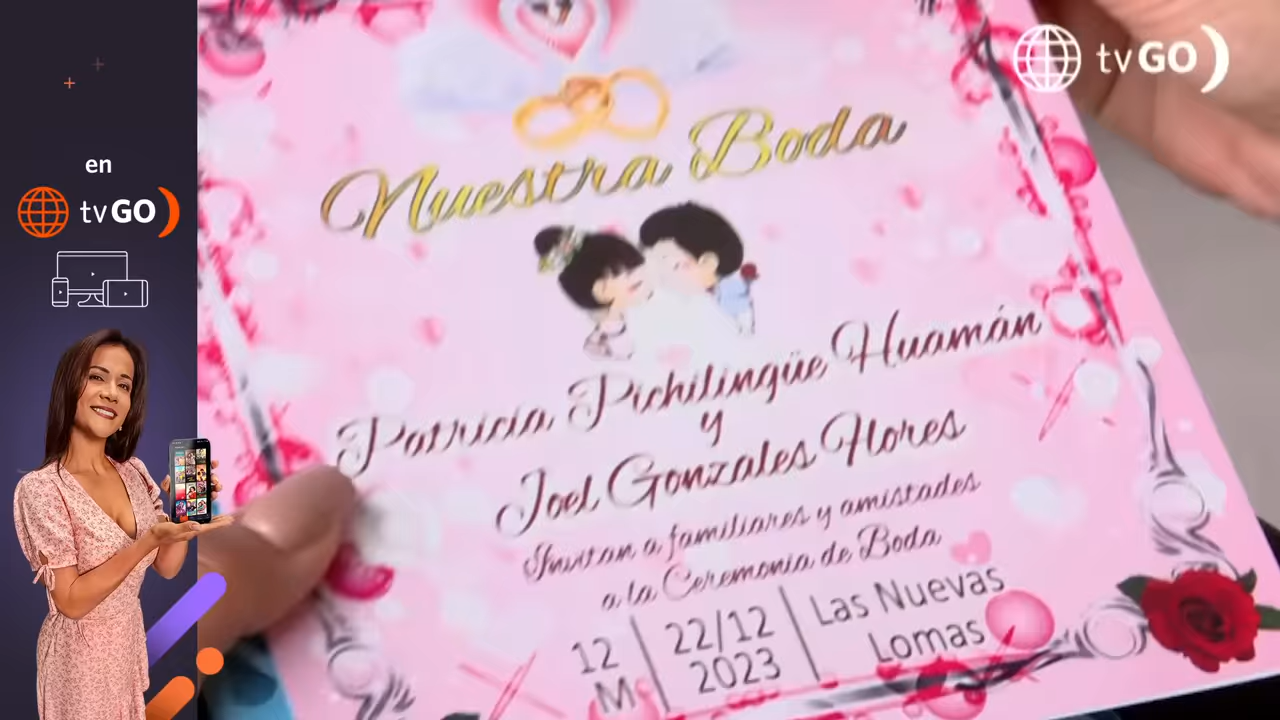 en
tvGO
tvGO
Nuestra Boda
Patricia Pichilingüe Huamán
y
Joel Gonzales Flores
Invitan a familiares y amistades
a la Ceremonia de Boda
12 M
22/12 2023
Las Nuevas Lomas